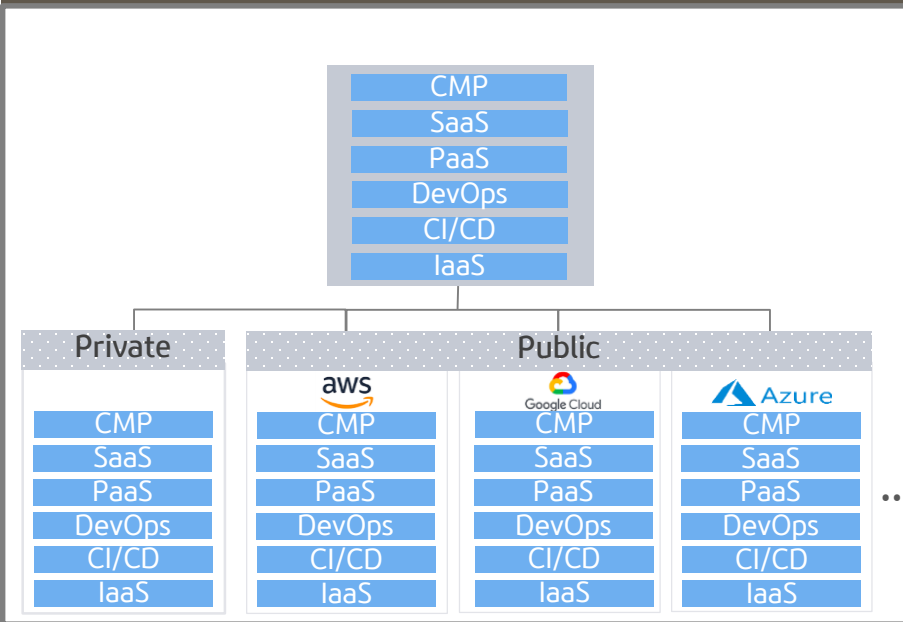 CMP
SaaS
PaaS
DevOps
CI/CD
IaaS
Private
CMP
SaaS
PaaS
DevOps
CI/CD
IaaS
Public
aws
CMP
SaaS
PaaS
DevOps
CI/CD
IaaS
Google Cloud
CMP
SaaS
PaaS
DevOps
CI/CD
IaaS
Azure
CMP
SaaS
PaaS
DevOps
CI/CD
IaaS
..